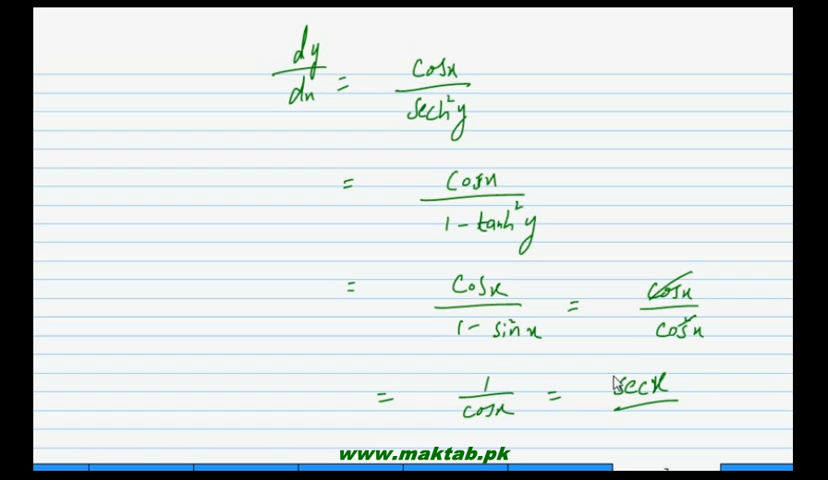 dy/dx = cosx / sech²y
= cosx / 1 - tanh²y
= cosx / 1 - sin²x = cosx / cos²x
= 1 / cosx = secx
www.maktab.pk